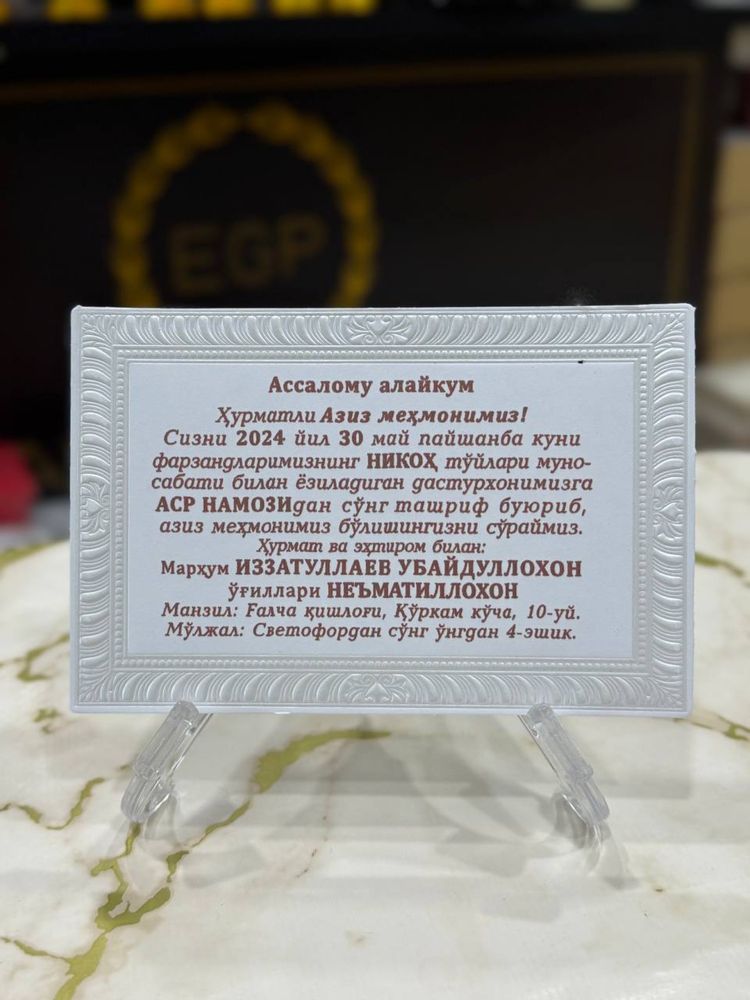 EGP
Ассалому алайкум
Ҳурматли Азиз меҳмонимиз!
Сизни 2024 йил 30 май пайшанба куни
фарзандларимизнинг НИКОҲ тўйлари муно-
сабати билан ёзиладиган дастурхонимизга
АСР НАМОЗИдан сўнг ташриф буюриб,
азиз меҳмонимиз бўлишингизни сўраймиз.
Ҳурмат ва эҳтиром билан:
Марҳум ИЗЗАТУЛЛАЕВ УБАЙДУЛЛОХОН
ўғиллари НЕЪМАТИЛЛОХОН
Манзил: Ғалча қишлоғи, Қўркам кўча, 10-уй.
Мўлжал: Светофордан сўнг ўнгдан 4-эшик.